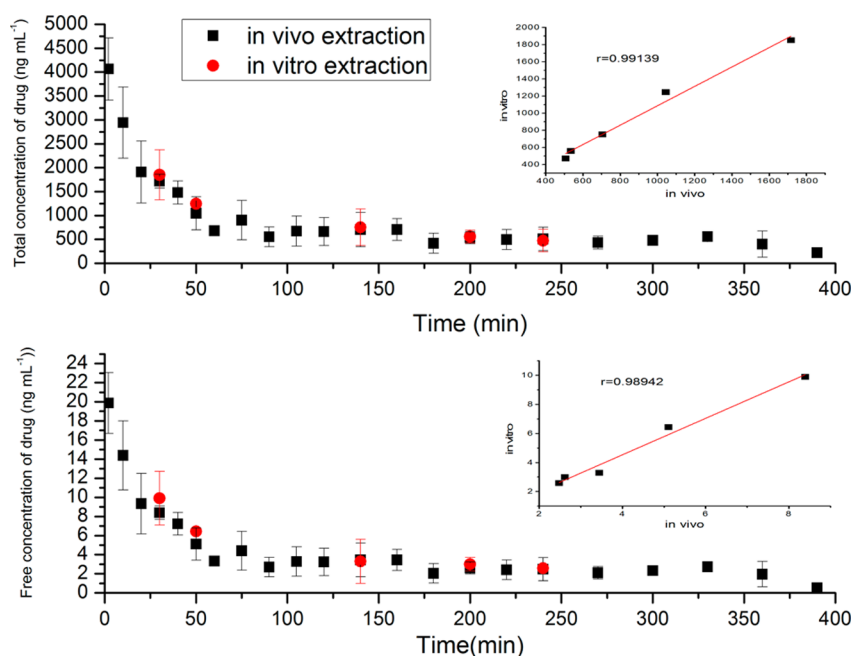 in vivo extraction
in vitro extraction
Total concentration of drug (ng mL⁻¹)
5000
4500
4000
3500
3000
2500
2000
1500
1000
500
0
0 50 100 150 200 250 300 350 400
Time (min)
r=0.99139
in vitro
2000
1800
1600
1400
1200
1000
800
600
400
400 600 800 1000 1200 1400 1600 1800
in vivo
Free concentration of drug (ng mL⁻¹))
24
22
20
18
16
14
12
10
8
6
4
2
0
0 50 100 150 200 250 300 350 400
Time(min)
r=0.98942
in vitro
10
8
6
4
2
2 4 6 8
in vivo